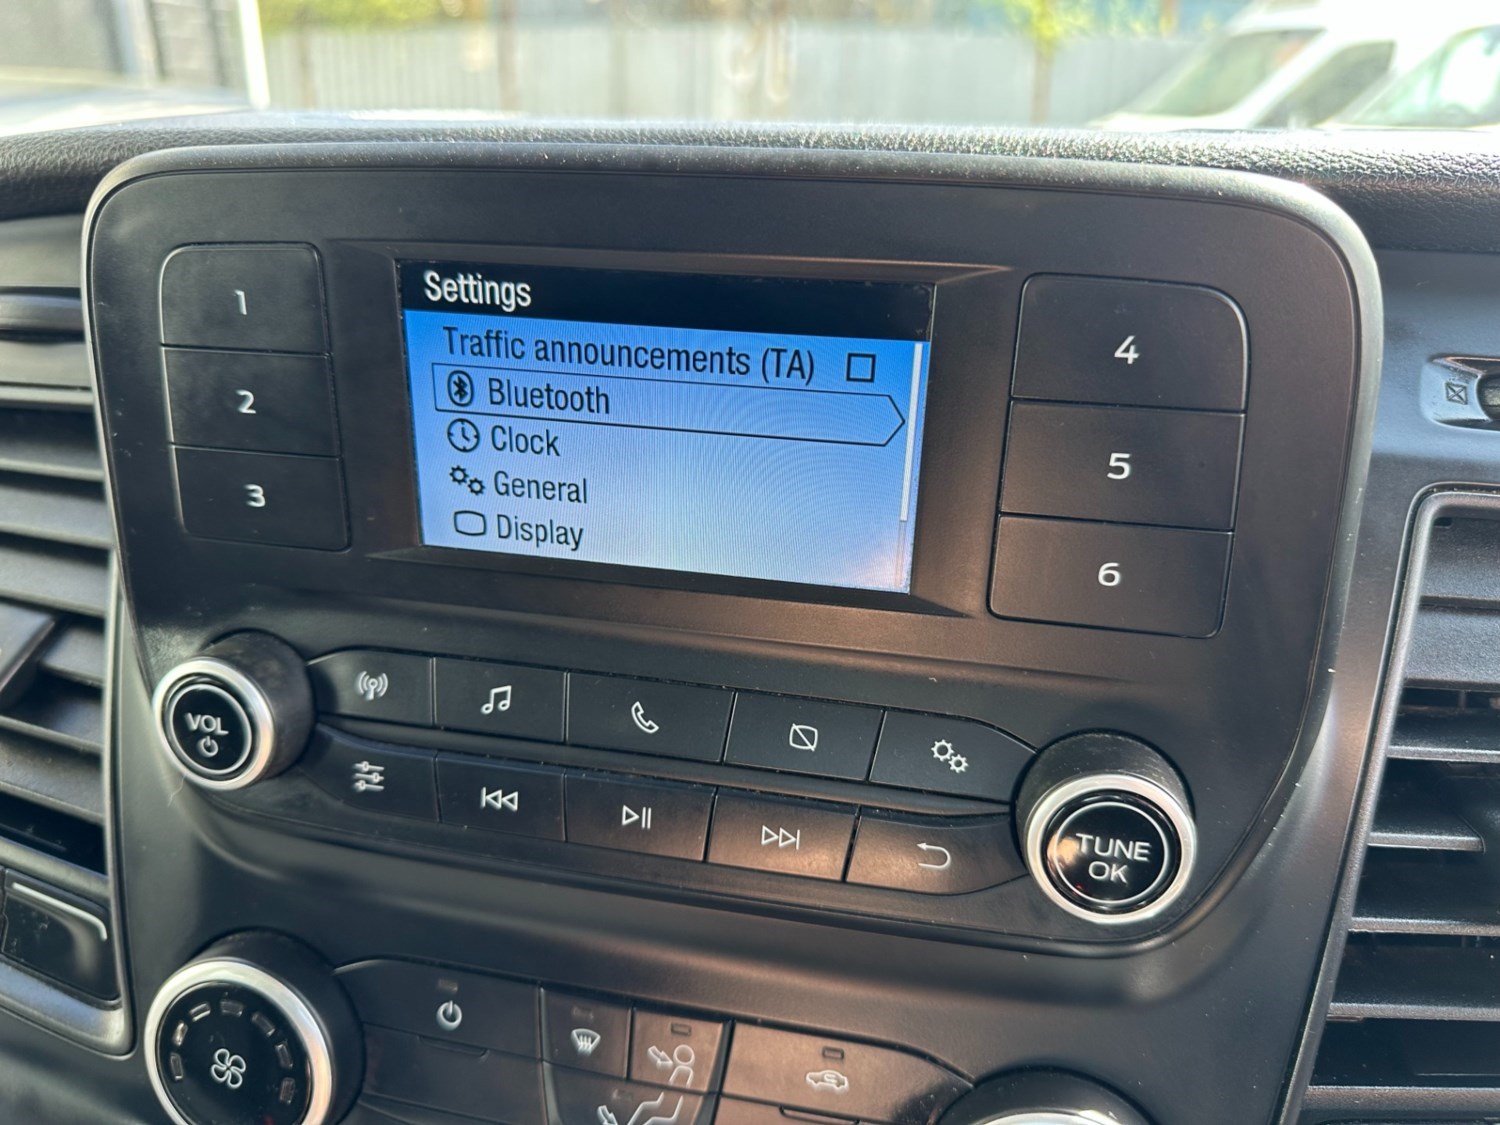 Settings
Traffic announcements (TA)
Bluetooth
Clock
General
Display
1
2
3
4
5
6
VOL
TUNE
OK